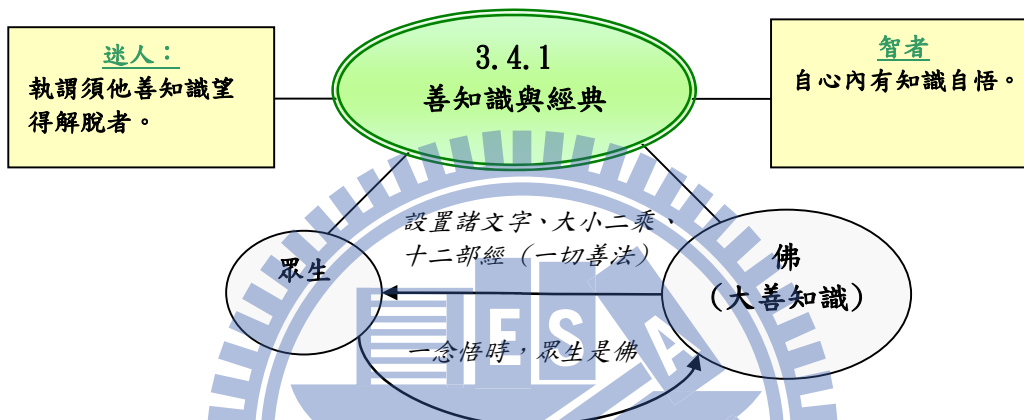 迷人：
執謂須他善知識望
得解脫者。
3.4.1
善知識與經典
智者
自心內有知識自悟。
設置諸文字、大小二乘、
十二部經（一切善法）
眾生
佛
（大善知識）
一念悟時，眾生是佛
ESA